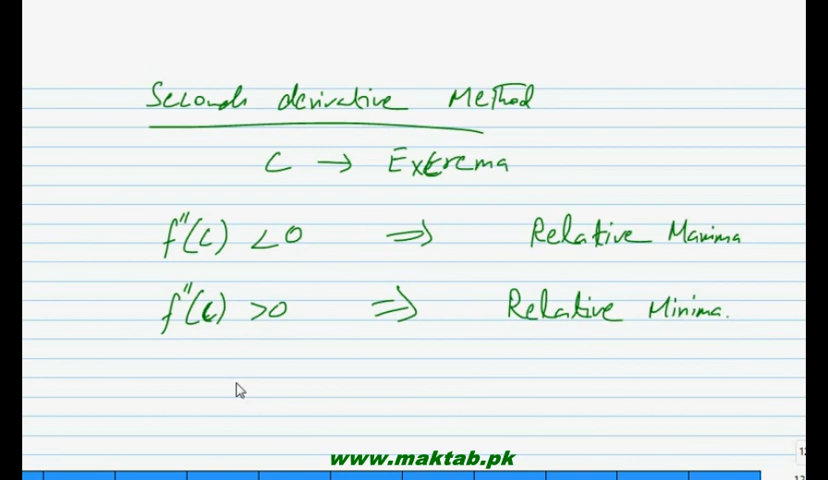 Second derivative Method
c → Extrema
f''(c) < 0 ⇒ Relative Maxima
f''(c) > 0 ⇒ Relative Minima.
www.maktab.pk